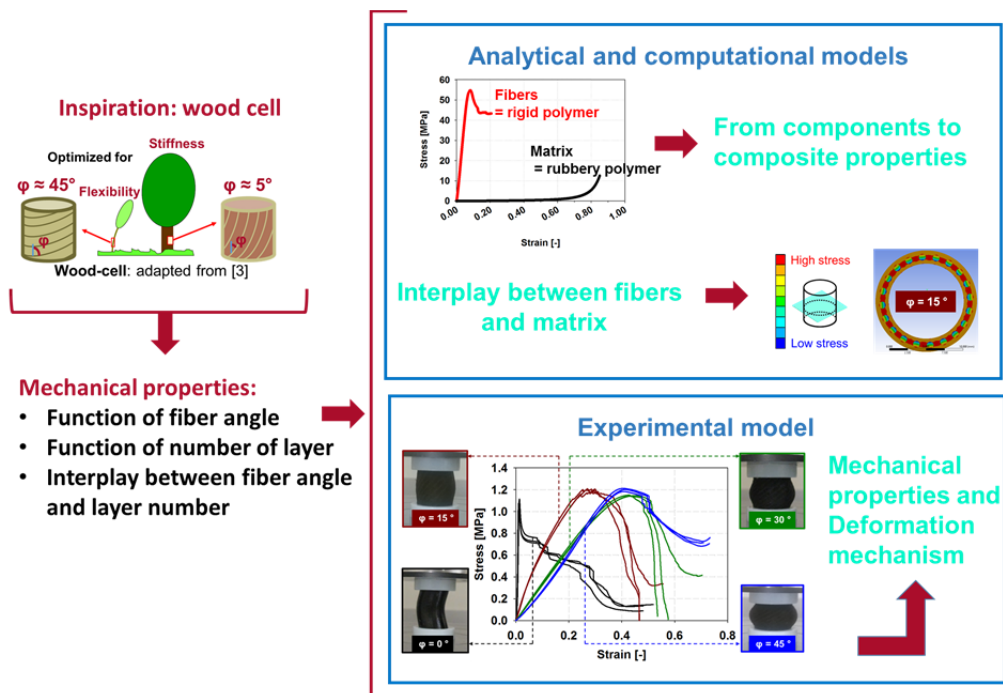 Inspiration: wood cell
Optimized for
Stiffness
φ ≈ 45°
Flexibility
φ ≈ 5°
φ
φ
Wood-cell: adapted from [3]
Mechanical properties:
• Function of fiber angle
• Function of number of layer
• Interplay between fiber angle
and layer number
Analytical and computational models
Stress [MPa]
60
50
40
30
20
10
0
Fibers
= rigid polymer
Matrix
= rubbery polymer
0.00
0.20
0.40
0.60
0.80
1.00
Strain [-]
From components to
composite properties
Interplay between fibers
and matrix
High stress
Low stress
φ = 15 °
Experimental model
φ = 15 °
φ = 0°
Stress [MPa]
1.4
1.2
1.0
0.8
0.6
0.4
0.2
0.0
0.0 0.2 0.4 0.6 0.8
Strain [-]
φ = 30 °
φ = 45 °
Mechanical
properties and
Deformation
mechanism